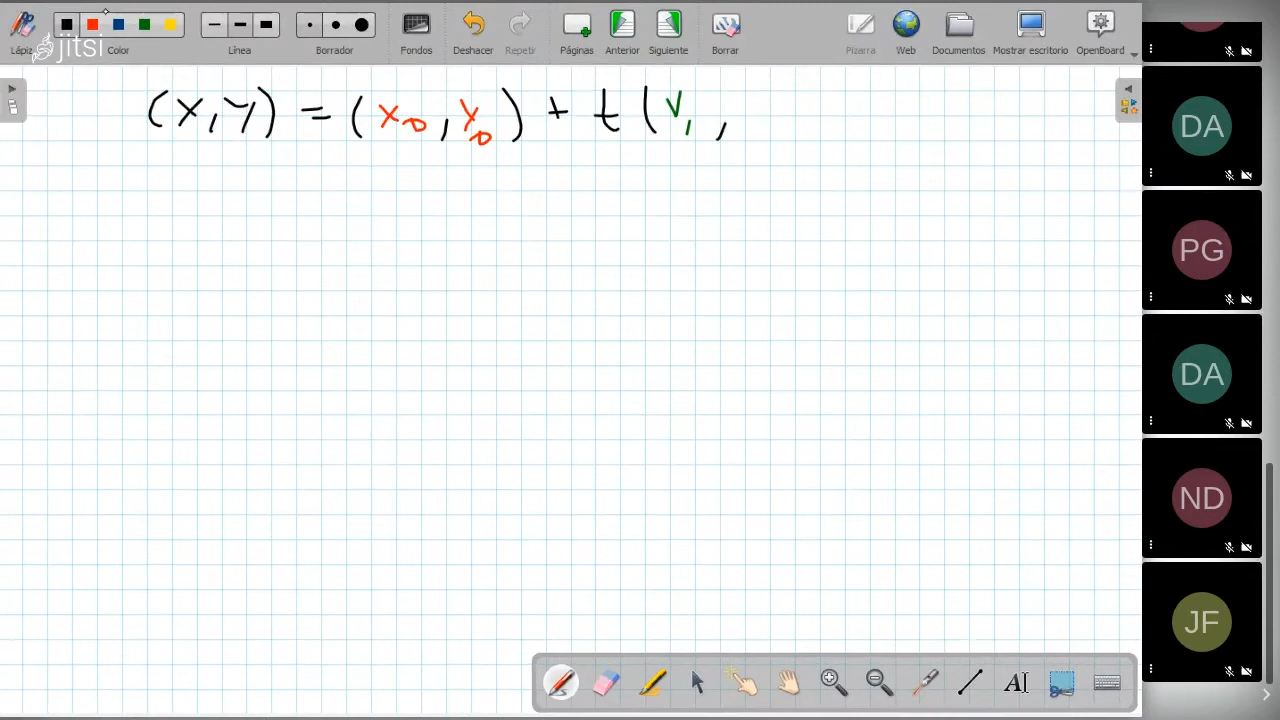 Lápiz Color Línea Borrador Fondos Deshacer Repetir Páginas Anterior Siguiente Borrar Pizarra Web Documentos Mostrar escritorio OpenBoard
jitsi
(x,y) = (x₀,y₀) + t(v₁,
DA
PG
DA
ND
JF
AI